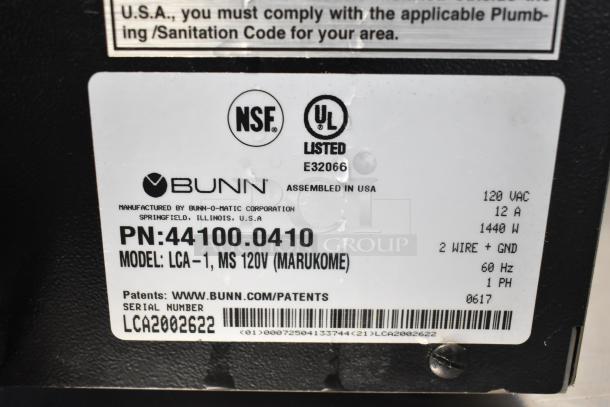 U.S.A., you must comply with the applicable Plumb-
ing /Sanitation Code for your area.
NSF®
UL
®
LISTED
E32066
BUNN®
ASSEMBLED IN USA
MANUFACTURED BY BUNN-O-MATIC CORPORATION
SPRINGFIELD, ILLINOIS, U.S.A
PN:44100.0410
MODEL: LCA-1, MS 120V (MARUKOME)
120 VAC
12 A
1440 W
2 WIRE + GND
60 Hz
1 PH
0617
Patents: WWW.BUNN.COM/PATENTS
SERIAL NUMBER
LCA2002622
(01)00072504133744(21)LCA2002622
GROUP